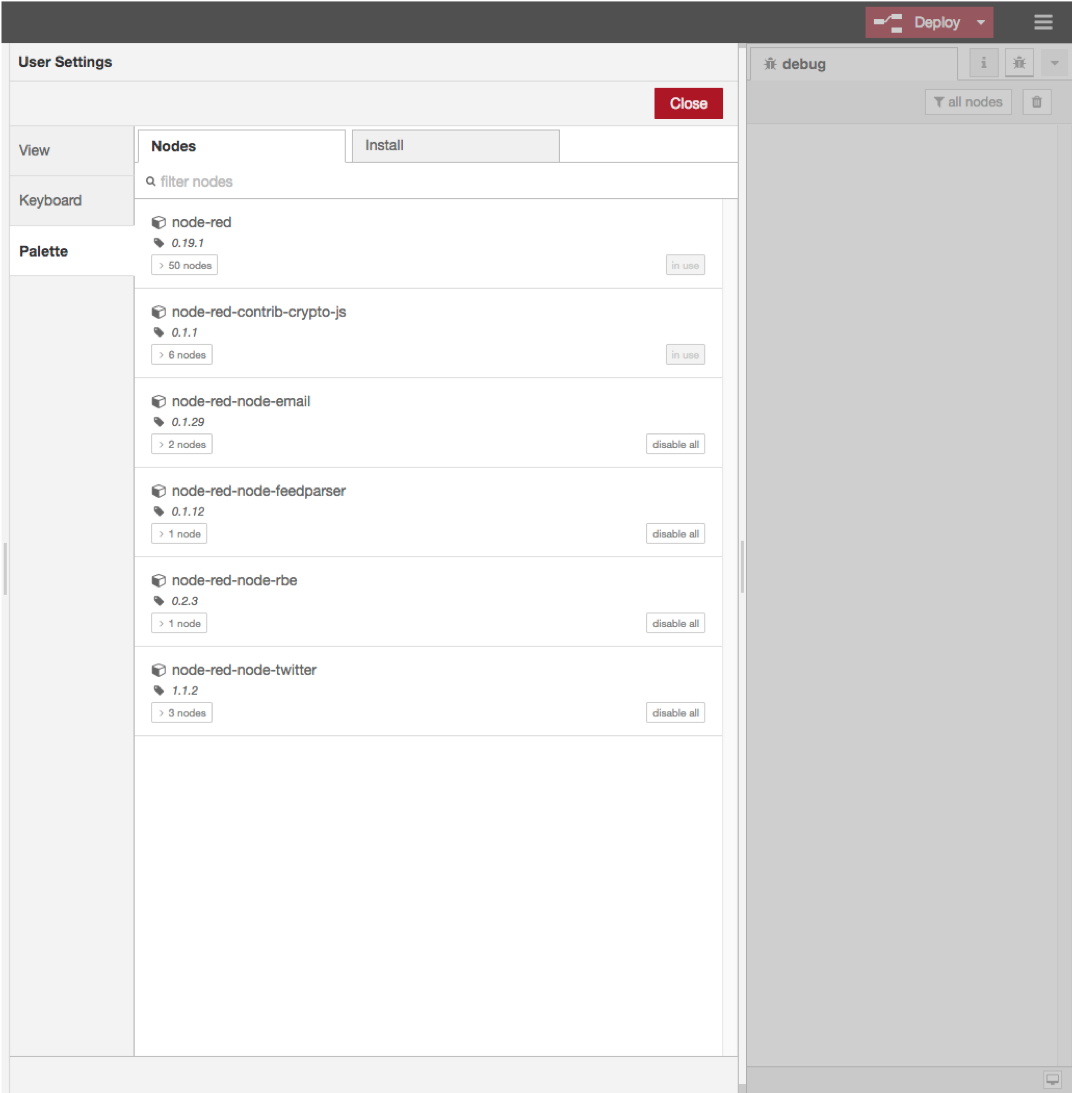 Deploy
User Settings
debug
i
Close
all nodes
View
Keyboard
Palette
Nodes
Install
filter nodes
node-red
0.19.1
> 50 nodes
in use
node-red-contrib-crypto-js
0.1.1
> 6 nodes
in use
node-red-node-email
0.1.29
> 2 nodes
disable all
node-red-node-feedparser
0.1.12
> 1 node
disable all
node-red-node-rbe
0.2.3
> 1 node
disable all
node-red-node-twitter
1.1.2
> 3 nodes
disable all